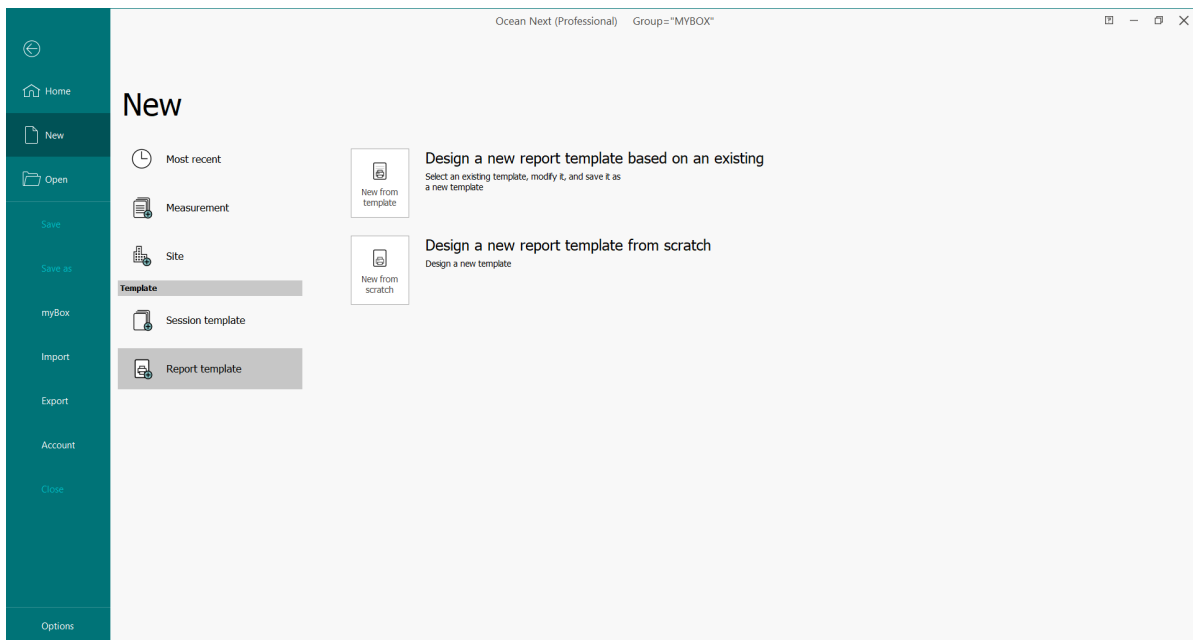 Ocean Next (Professional) Group="MYBOX"
Home
New
Open
Save
Save as
myBox
Import
Export
Account
Close
Options
New
Most recent
Measurement
Site
Template
Session template
Report template
New from
template
Design a new report template based on an existing
Select an existing template, modify it, and save it as
a new template
New from
scratch
Design a new report template from scratch
Design a new template